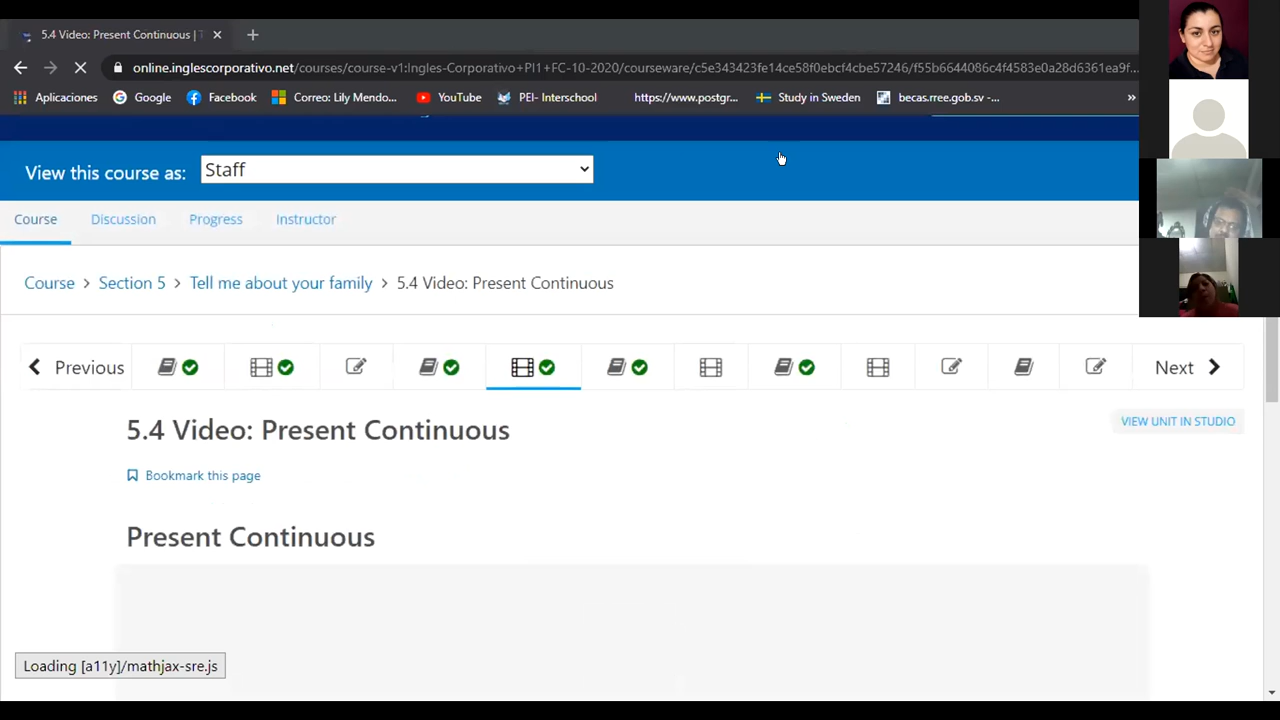 5.4 Video: Present Continuous |
online.inglescorporativo.net/courses/course-v1:Ingles-Corporativo+PI1+FC-10-2020/courseware/c5e343423fe14ce58f0ebcf4cbe57246/f55b6644086c4f4583e0a28d6361ea9f...
Aplicaciones Google Facebook Correo: Lily Mendo... YouTube PEI- Interschool https://www.postgr... Study in Sweden becas.rree.gob.sv -... »
View this course as: Staff
Course Discussion Progress Instructor
Course > Section 5 > Tell me about your family > 5.4 Video: Present Continuous
Previous Next
5.4 Video: Present Continuous
VIEW UNIT IN STUDIO
Bookmark this page
Present Continuous
Loading [a11y]/mathjax-sre.js